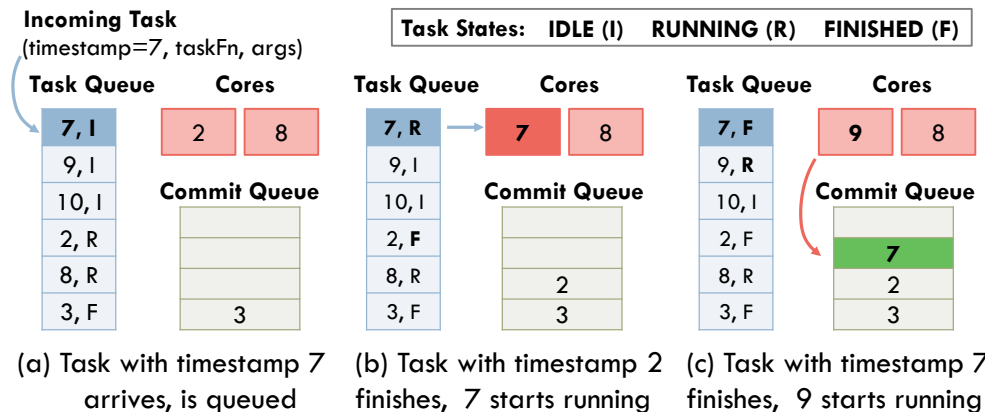 Incoming Task
(timestamp=7, taskFn, args)
Task States: IDLE (I) RUNNING (R) FINISHED (F)
Task Queue
Cores
7, I
9, I
10, I
2, R
8, R
3, F
2 8
Commit Queue
3
(a) Task with timestamp 7
arrives, is queued
Task Queue
Cores
7, R
9, I
10, I
2, F
8, R
3, F
7 8
Commit Queue
2
3
(b) Task with timestamp 2
finishes, 7 starts running
Task Queue
Cores
7, F
9, R
10, I
2, F
8, R
3, F
9 8
Commit Queue
7
2
3
(c) Task with timestamp 7
finishes, 9 starts running